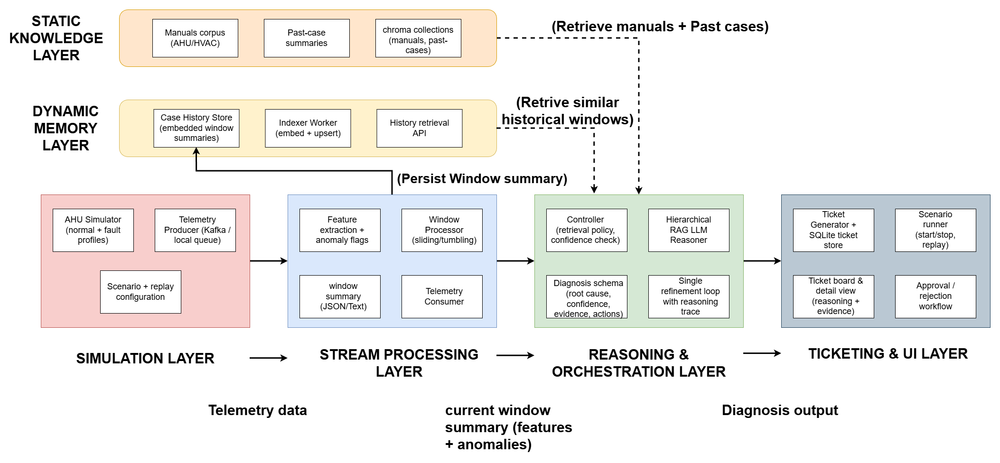 STATIC
KNOWLEDGE
LAYER
Manuals corpus
(AHU/HVAC)
Past-case
summaries
chroma collections
(manuals, past-
cases)
(Retrieve manuals + Past cases)
DYNAMIC
MEMORY
LAYER
Case History Store
(embedded window
summaries)
Indexer Worker
(embed + upsert)
History retrieval
API
(Retrive similar
historical windows)
(Persist Window summary)
AHU Simulator
(normal + fault
profiles)
Telemetry
Producer (Kafka /
local queue)
Scenario + replay
configuration
Feature
extraction +
anomaly flags
Window
Processor
(sliding/tumbling)
window
summary
(JSON/Text)
Telemetry
Consumer
Controller
(retrieval policy,
confidence check)
Hierarchical
RAG LLM
Reasoner
Diagnosis schema
(root cause,
confidence,
evidence, actions)
Single
refinement loop
with reasoning
trace
Ticket
Generator +
SQLite ticket
store
Scenario
runner
(start/stop,
replay)
Ticket board &
detail view
(reasoning +
evidence)
Approval /
rejection
workflow
SIMULATION LAYER
STREAM PROCESSING
LAYER
REASONING &
ORCHESTRATION LAYER
TICKETING & UI LAYER
Telemetry data
current window
summary (features
+ anomalies)
Diagnosis output